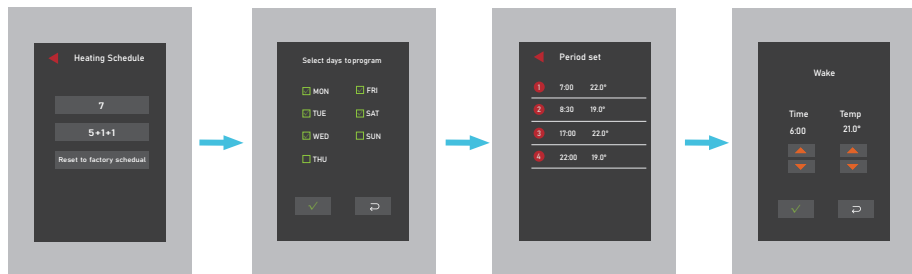 Heating Schedule
7
5+1+1
Reset to factory schedual
Select days to program
MON
FRI
TUE
SAT
WED
SUN
THU
Period set
1 7:00 22.0°
2 8:30 19.0°
3 17:00 22.0°
4 22:00 19.0°
Wake
Time Temp
6:00 21.0°